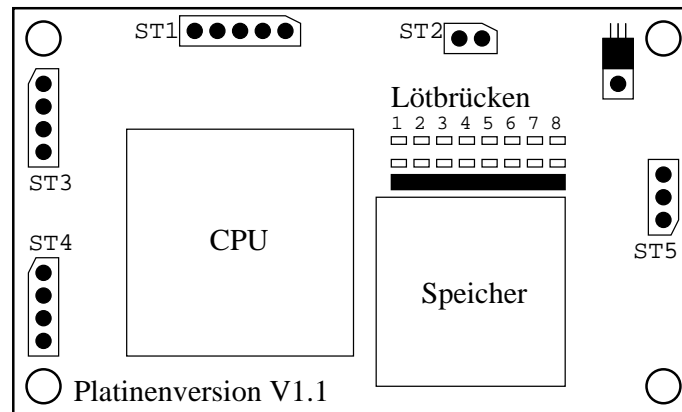 ST1
ST2
Lötbrücken
1 2 3 4 5 6 7 8
ST3
ST4
CPU
ST5
Speicher
Platinenversion V1.1